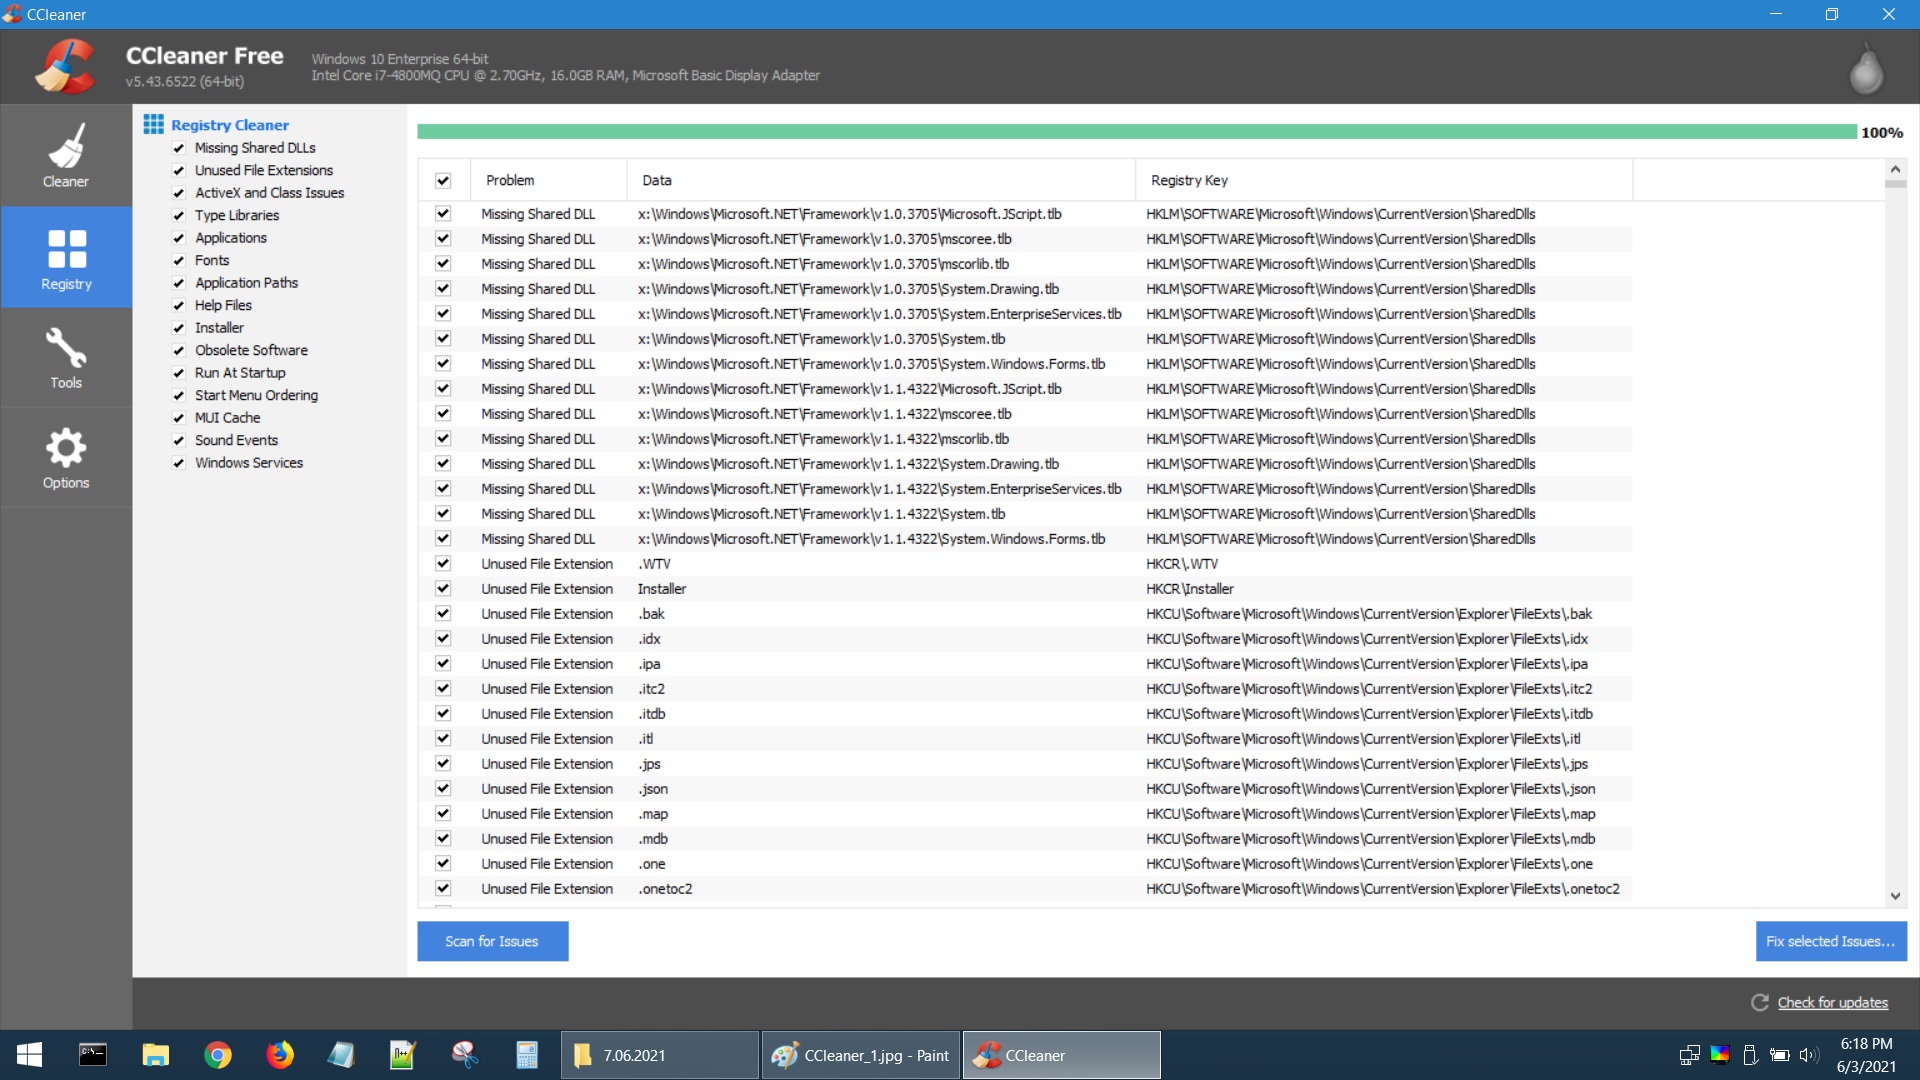 CCleaner
CCleaner Free
v5.43.6522 (64-bit)
Windows 10 Enterprise 64-bit
Intel Core i7-4800MQ CPU @ 2.70GHz, 16.0GB RAM, Microsoft Basic Display Adapter
Cleaner
Registry
Tools
Options
Registry Cleaner
Missing Shared DLLs
Unused File Extensions
ActiveX and Class Issues
Type Libraries
Applications
Fonts
Application Paths
Help Files
Installer
Obsolete Software
Run At Startup
Start Menu Ordering
MUI Cache
Sound Events
Windows Services
100%
Problem Data Registry Key
Missing Shared DLL x:\Windows\Microsoft.NET\Framework\v1.0.3705\Microsoft.JScript.tlb HKLM\SOFTWARE\Microsoft\Windows\CurrentVersion\SharedDlls
Missing Shared DLL x:\Windows\Microsoft.NET\Framework\v1.0.3705\mscoree.tlb HKLM\SOFTWARE\Microsoft\Windows\CurrentVersion\SharedDlls
Missing Shared DLL x:\Windows\Microsoft.NET\Framework\v1.0.3705\mscorlib.tlb HKLM\SOFTWARE\Microsoft\Windows\CurrentVersion\SharedDlls
Missing Shared DLL x:\Windows\Microsoft.NET\Framework\v1.0.3705\System.Drawing.tlb HKLM\SOFTWARE\Microsoft\Windows\CurrentVersion\SharedDlls
Missing Shared DLL x:\Windows\Microsoft.NET\Framework\v1.0.3705\System.EnterpriseServices.tlb HKLM\SOFTWARE\Microsoft\Windows\CurrentVersion\SharedDlls
Missing Shared DLL x:\Windows\Microsoft.NET\Framework\v1.0.3705\System.tlb HKLM\SOFTWARE\Microsoft\Windows\CurrentVersion\SharedDlls
Missing Shared DLL x:\Windows\Microsoft.NET\Framework\v1.0.3705\System.Windows.Forms.tlb HKLM\SOFTWARE\Microsoft\Windows\CurrentVersion\SharedDlls
Missing Shared DLL x:\Windows\Microsoft.NET\Framework\v1.1.4322\Microsoft.JScript.tlb HKLM\SOFTWARE\Microsoft\Windows\CurrentVersion\SharedDlls
Missing Shared DLL x:\Windows\Microsoft.NET\Framework\v1.1.4322\mscoree.tlb HKLM\SOFTWARE\Microsoft\Windows\CurrentVersion\SharedDlls
Missing Shared DLL x:\Windows\Microsoft.NET\Framework\v1.1.4322\mscorlib.tlb HKLM\SOFTWARE\Microsoft\Windows\CurrentVersion\SharedDlls
Missing Shared DLL x:\Windows\Microsoft.NET\Framework\v1.1.4322\System.Drawing.tlb HKLM\SOFTWARE\Microsoft\Windows\CurrentVersion\SharedDlls
Missing Shared DLL x:\Windows\Microsoft.NET\Framework\v1.1.4322\System.EnterpriseServices.tlb HKLM\SOFTWARE\Microsoft\Windows\CurrentVersion\SharedDlls
Missing Shared DLL x:\Windows\Microsoft.NET\Framework\v1.1.4322\System.tlb HKLM\SOFTWARE\Microsoft\Windows\CurrentVersion\SharedDlls
Missing Shared DLL x:\Windows\Microsoft.NET\Framework\v1.1.4322\System.Windows.Forms.tlb HKLM\SOFTWARE\Microsoft\Windows\CurrentVersion\SharedDlls
Unused File Extension .WTV HKCR\.WTV
Unused File Extension Installer HKCR\Installer
Unused File Extension .bak HKCU\Software\Microsoft\Windows\CurrentVersion\Explorer\FileExts\.bak
Unused File Extension .idx HKCU\Software\Microsoft\Windows\CurrentVersion\Explorer\FileExts\.idx
Unused File Extension .ipa HKCU\Software\Microsoft\Windows\CurrentVersion\Explorer\FileExts\.ipa
Unused File Extension .itc2 HKCU\Software\Microsoft\Windows\CurrentVersion\Explorer\FileExts\.itc2
Unused File Extension .itdb HKCU\Software\Microsoft\Windows\CurrentVersion\Explorer\FileExts\.itdb
Unused File Extension .itl HKCU\Software\Microsoft\Windows\CurrentVersion\Explorer\FileExts\.itl
Unused File Extension .jps HKCU\Software\Microsoft\Windows\CurrentVersion\Explorer\FileExts\.jps
Unused File Extension .json HKCU\Software\Microsoft\Windows\CurrentVersion\Explorer\FileExts\.json
Unused File Extension .map HKCU\Software\Microsoft\Windows\CurrentVersion\Explorer\FileExts\.map
Unused File Extension .mdb HKCU\Software\Microsoft\Windows\CurrentVersion\Explorer\FileExts\.mdb
Unused File Extension .one HKCU\Software\Microsoft\Windows\CurrentVersion\Explorer\FileExts\.one
Unused File Extension .onetoc2 HKCU\Software\Microsoft\Windows\CurrentVersion\Explorer\FileExts\.onetoc2
Scan for Issues
Fix selected Issues...
Check for updates
7.06.2021
CCleaner_1.jpg - Paint
CCleaner
6:18 PM
6/3/2021